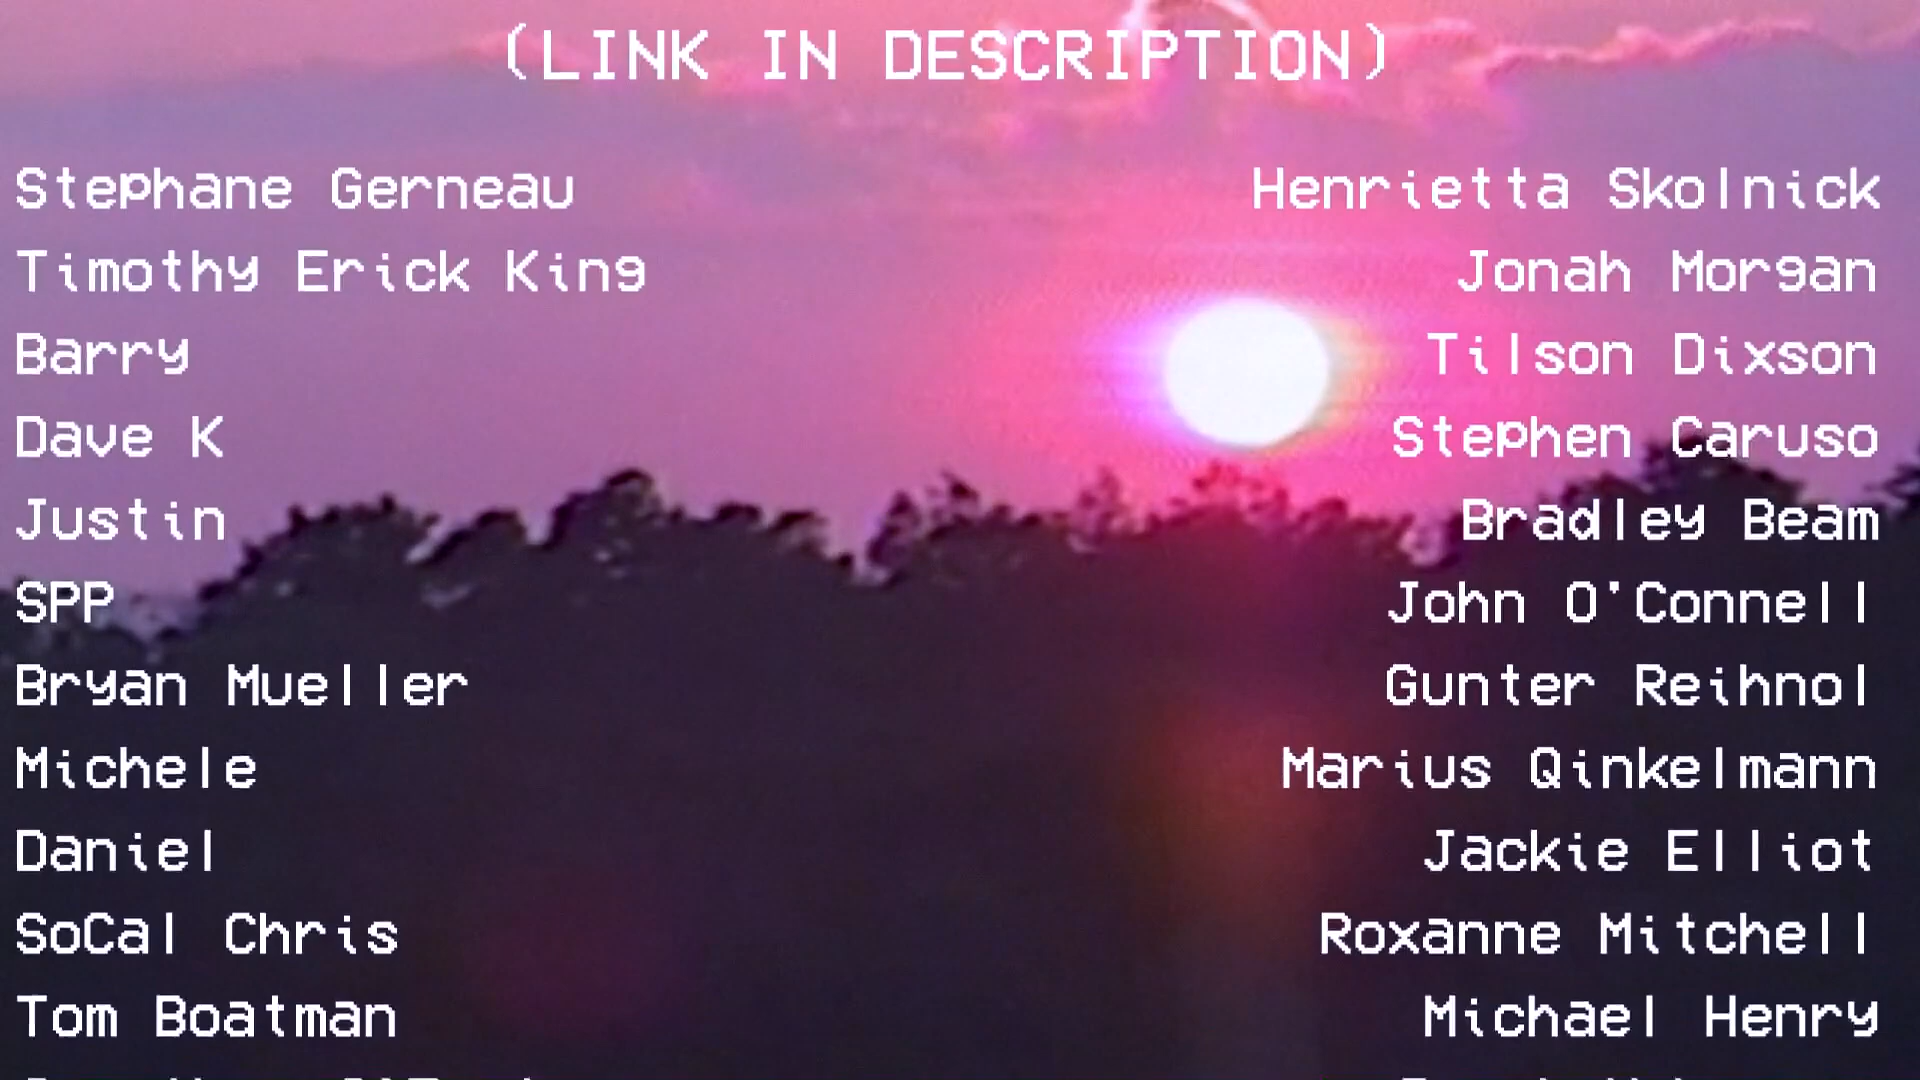 (LINK IN DESCRIPTION)
Stephane Gerneau
Henrietta Skolnick
Timothy Erick King
Jonah Morgan
Barry
Tilson Dixson
Dave K
Stephen Caruso
Justin
Bradley Beam
SPP
John O'Connell
Bryan Mueller
Gunter Reihnol
Michele
Marius Qinkelmann
Daniel
Jackie Elliot
SoCal Chris
Roxanne Mitchell
Tom Boatman
Michael Henry